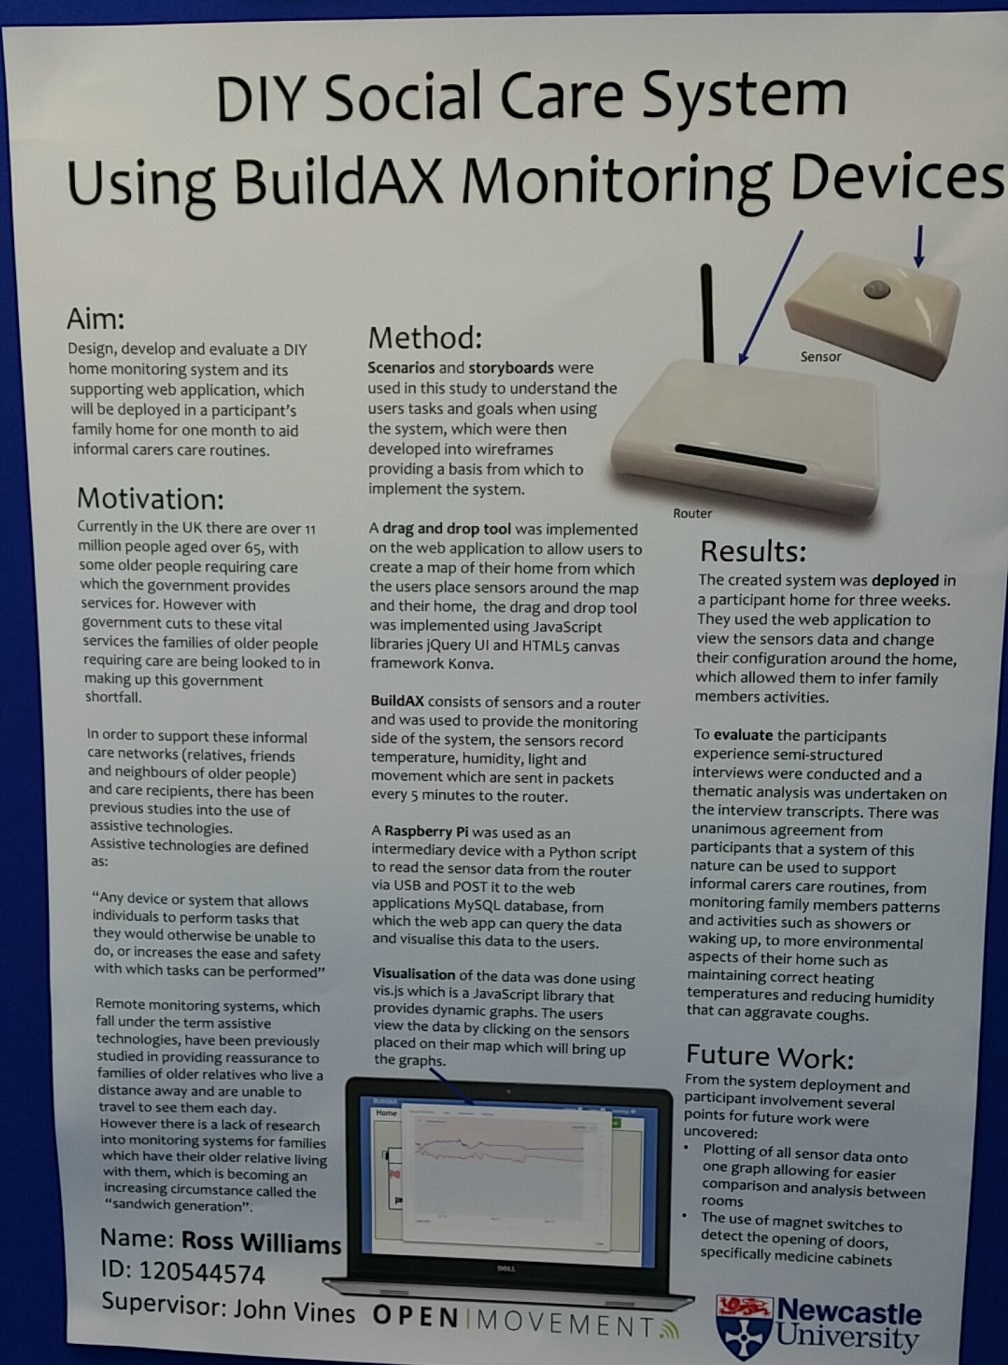 DIY Social Care System
Using BuildAX Monitoring Devices
Aim:
Design, develop and evaluate a DIY
home monitoring system and its
supporting web application, which
will be deployed in a participant's
family home for one month to aid
informal carers care routines.
Motivation:
Currently in the UK there are over 11
million people aged over 65, with
some older people requiring care
which the government provides
services for. However with
government cuts to these vital
services the families of older people
requiring care are being looked to in
making up this government
shortfall.
In order to support these informal
care networks (relatives, friends
and neighbours of older people)
and care recipients, there has been
previous studies into the use of
assistive technologies.
Assistive technologies are defined
as:
"Any device or system that allows
individuals to perform tasks that
they would otherwise be unable to
do, or increases the ease and safety
with which tasks can be performed"
Remote monitoring systems, which
fall under the term assistive
technologies, have been previously
studied in providing reassurance to
families of older relatives who live a
distance away and are unable to
travel to see them each day.
However there is a lack of research
into monitoring systems for families
which have their older relative living
with them, which is becoming an
increasing circumstance called the
"sandwich generation".
Name: Ross Williams
ID: 120544574
Supervisor: John Vines
Method:
Scenarios and storyboards were
used in this study to understand the
users tasks and goals when using
the system, which were then
developed into wireframes
providing a basis from which to
implement the system.
A drag and drop tool was implemented
on the web application to allow users to
create a map of their home from which
the users place sensors around the map
and their home, the drag and drop tool
was implemented using JavaScript
libraries jQuery UI and HTML5 canvas
framework Konva.
BuildAX consists of sensors and a router
and was used to provide the monitoring
side of the system, the sensors record
temperature, humidity, light and
movement which are sent in packets
every 5 minutes to the router.
A Raspberry Pi was used as an
intermediary device with a Python script
to read the sensor data from the router
via USB and POST it to the web
applications MySQL database, from
which the web app can query the data
and visualise this data to the users.
Visualisation of the data was done using
vis.js which is a JavaScript library that
provides dynamic graphs. The users
view the data by clicking on the sensors
placed on their map which will bring up
the graphs.
Home
DELL
OPEN|MOVEMENT
Sensor
Router
Results:
The created system was deployed in
a participant home for three weeks.
They used the web application to
view the sensors data and change
their configuration around the home,
which allowed them to infer family
members activities.
To evaluate the participants
experience semi-structured
interviews were conducted and a
thematic analysis was undertaken on
the interview transcripts. There was
unanimous agreement from
participants that a system of this
nature can be used to support
informal carers care routines, from
monitoring family members patterns
and activities such as showers or
waking up, to more environmental
aspects of their home such as
maintaining correct heating
temperatures and reducing humidity
that can aggravate coughs.
Future Work:
From the system deployment and
participant involvement several
points for future work were
uncovered:
• Plotting of all sensor data onto
one graph allowing for easier
comparison and analysis between
rooms
• The use of magnet switches to
detect the opening of doors,
specifically medicine cabinets
Newcastle
University